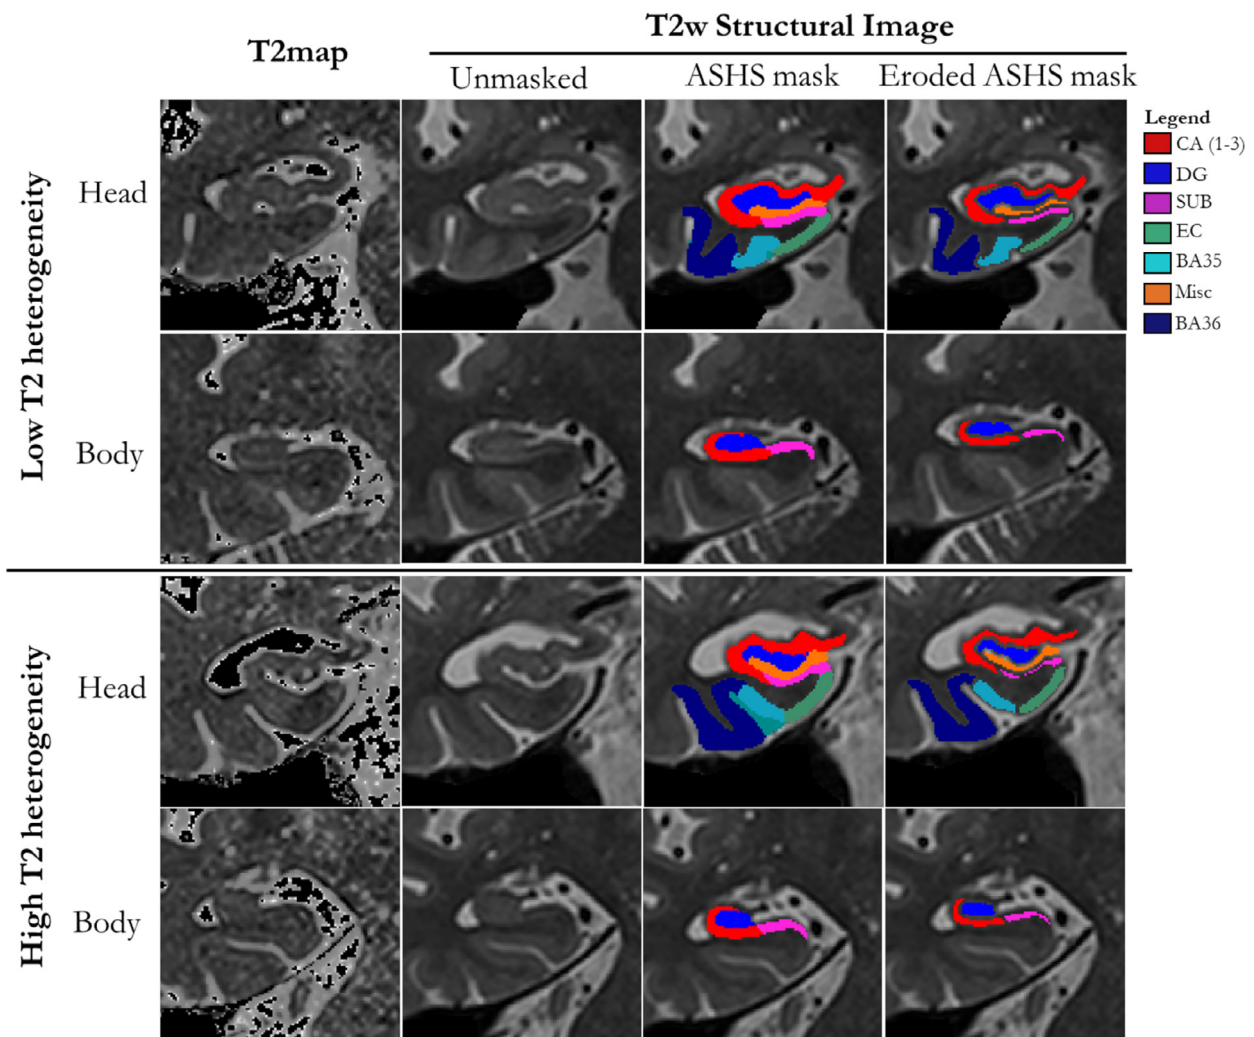 T2w Structural Image
T2map
Unmasked
ASHS mask
Eroded ASHS mask
Legend
CA (1-3)
DG
SUB
EC
BA35
Misc
BA36
Low T2 heterogeneity
Head
Body
High T2 heterogeneity
Head
Body